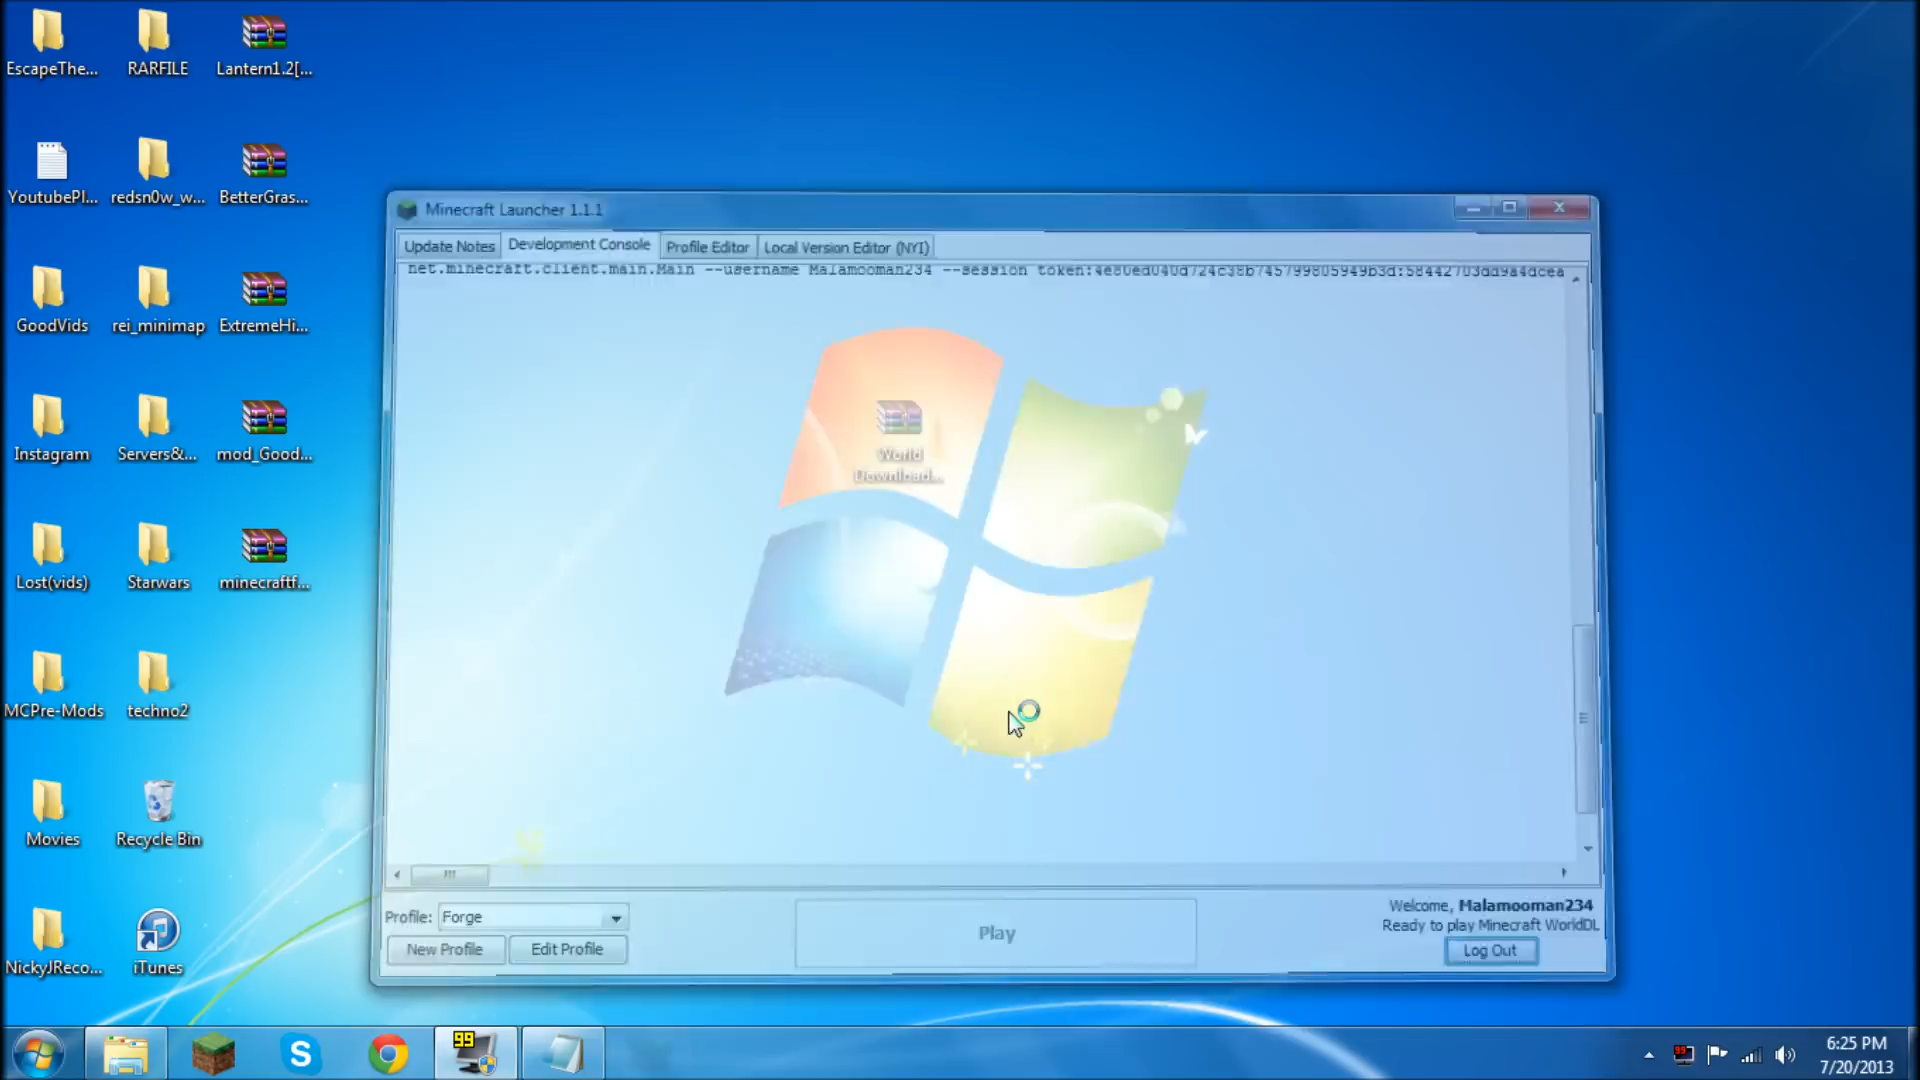 EscapeThe...
RARFILE
Lantern1.2[...
YoutubePl...
redsn0w_w...
BetterGras...
GoodVids
rei_minimap
ExtremeHi...
Instagram
Servers&...
mod_Good...
Lost(vids)
Starwars
minecraftf...
MCPre-Mods
techno2
Movies
Recycle Bin
NickyJReco...
iTunes
Minecraft Launcher 1.1.1
Update Notes
Development Console
Profile Editor
Local Version Editor (NYI)
net.minecraft.client.main.Main --username Malamooman234 --session token:4e80ed040d724c38b745799805949b3d:58442703dd9a4dcea
World
Download...
Profile:
Forge
New Profile
Edit Profile
Play
Welcome, Malamooman234
Ready to play Minecraft WorldDL
Log Out
99
99
6:25 PM
7/20/2013